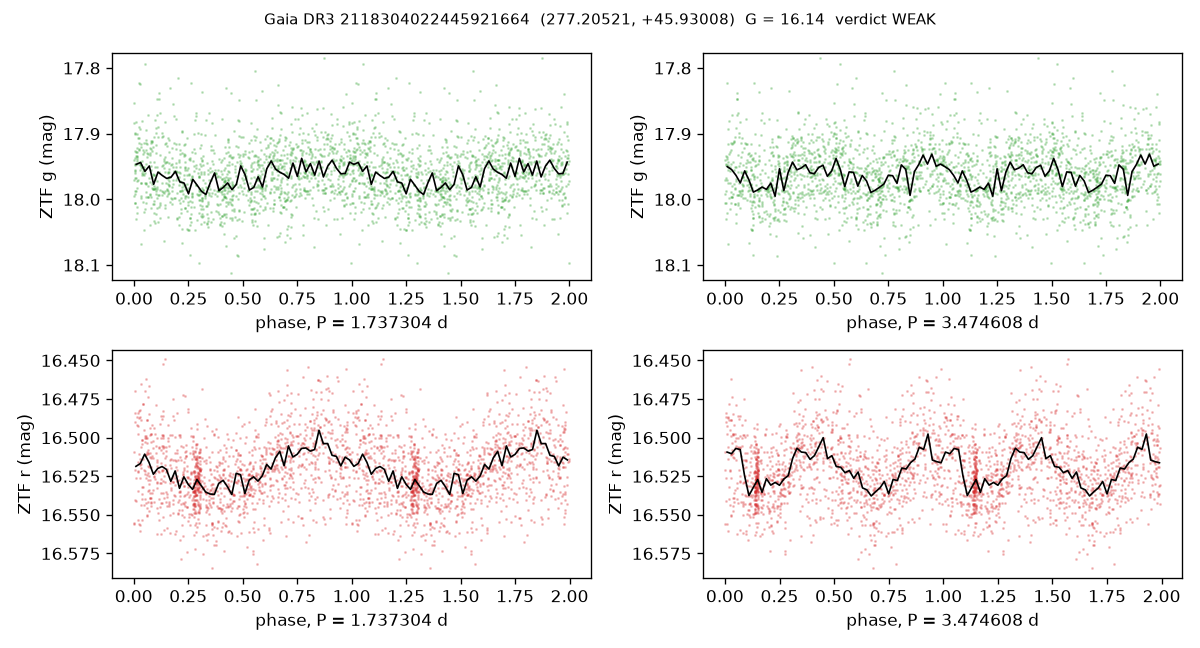 Gaia DR3 2118304022445921664  (277.20521, +45.93008)  G = 16.14  verdict WEAK
ZTF g (mag)
17.8
17.9
18.0
18.1
0.00 0.25 0.50 0.75 1.00 1.25 1.50 1.75 2.00
phase, P = 1.737304 d
ZTF g (mag)
17.8
17.9
18.0
18.1
0.00 0.25 0.50 0.75 1.00 1.25 1.50 1.75 2.00
phase, P = 3.474608 d
ZTF r (mag)
16.450
16.475
16.500
16.525
16.550
16.575
0.00 0.25 0.50 0.75 1.00 1.25 1.50 1.75 2.00
phase, P = 1.737304 d
ZTF r (mag)
16.450
16.475
16.500
16.525
16.550
16.575
0.00 0.25 0.50 0.75 1.00 1.25 1.50 1.75 2.00
phase, P = 3.474608 d